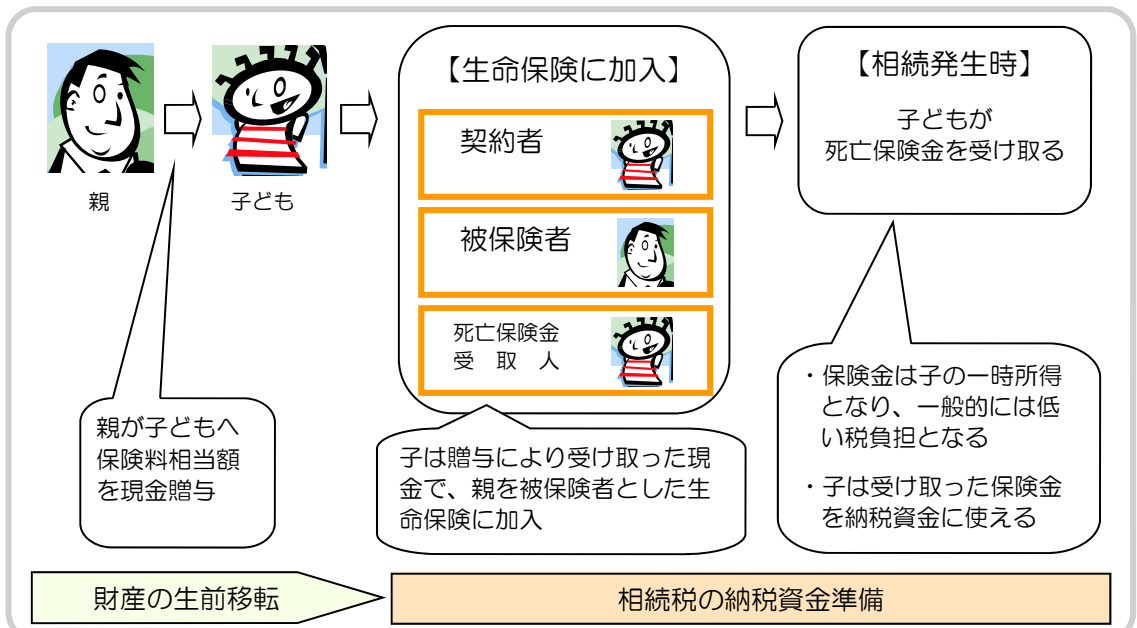 親
子ども
親が子どもへ
保険料相当額
を現金贈与
【生命保険に加入】
契約者
被保険者
死亡保険金
受 取 人
子は贈与により受け取った現
金で、親を被保険者とした生
命保険に加入
【相続発生時】
子どもが
死亡保険金を受け取る
・保険金は子の一時所得
となり、一般的には低
い税負担となる
・子は受け取った保険金
を納税資金に使える
財産の生前移転
相続税の納税資金準備